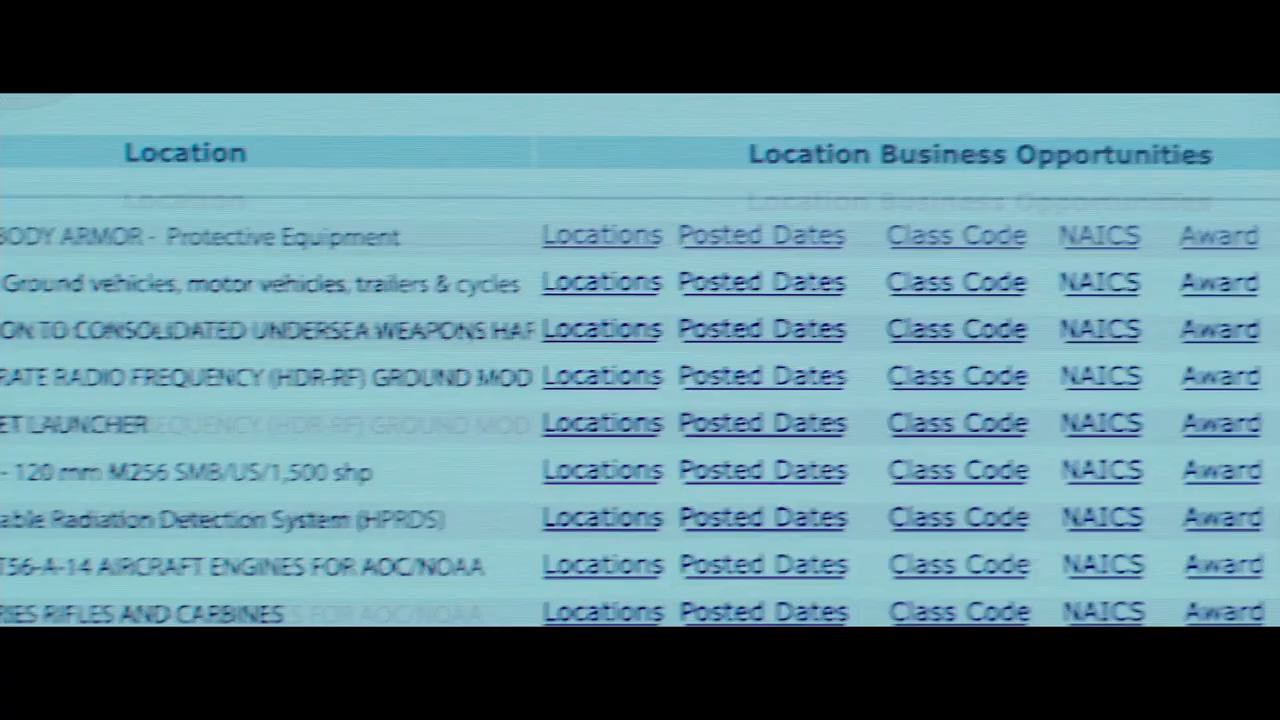 Location Location Business Opportunities
BODY ARMOR - Protective Equipment Locations Posted Dates Class Code NAICS Award
Ground vehicles, motor vehicles, trailers & cycles Locations Posted Dates Class Code NAICS Award
ON TO CONSOLIDATED UNDERSEA WEAPONS HAR Locations Posted Dates Class Code NAICS Award
RATE RADIO FREQUENCY (HDR-RF) GROUND MOD Locations Posted Dates Class Code NAICS Award
ET LAUNCHER Locations Posted Dates Class Code NAICS Award
- 120 mm M256 SMB/US/1,500 shp Locations Posted Dates Class Code NAICS Award
able Radiation Detection System (HPRDS) Locations Posted Dates Class Code NAICS Award
T56-A-14 AIRCRAFT ENGINES FOR AOC/NOAA Locations Posted Dates Class Code NAICS Award
RIES RIFLES AND CARBINES Locations Posted Dates Class Code NAICS Award